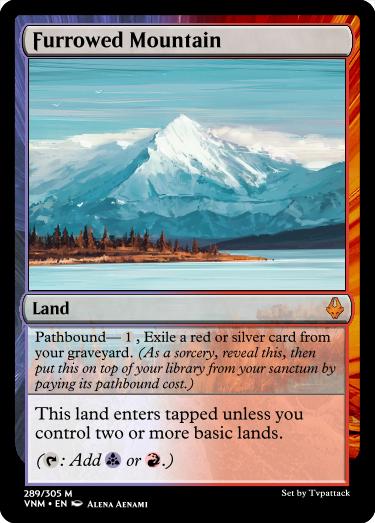 Furrowed Mountain
Land
Pathbound— 1 , Exile a red or silver card from
your graveyard. (As a sorcery, reveal this, then
put this on top of your library from your sanctum by
paying its pathbound cost.)
This land enters tapped unless you
control two or more basic lands.
(: Add or .)
289/305 M
VNM • EN Alena Aenami
Set by Tvpattack